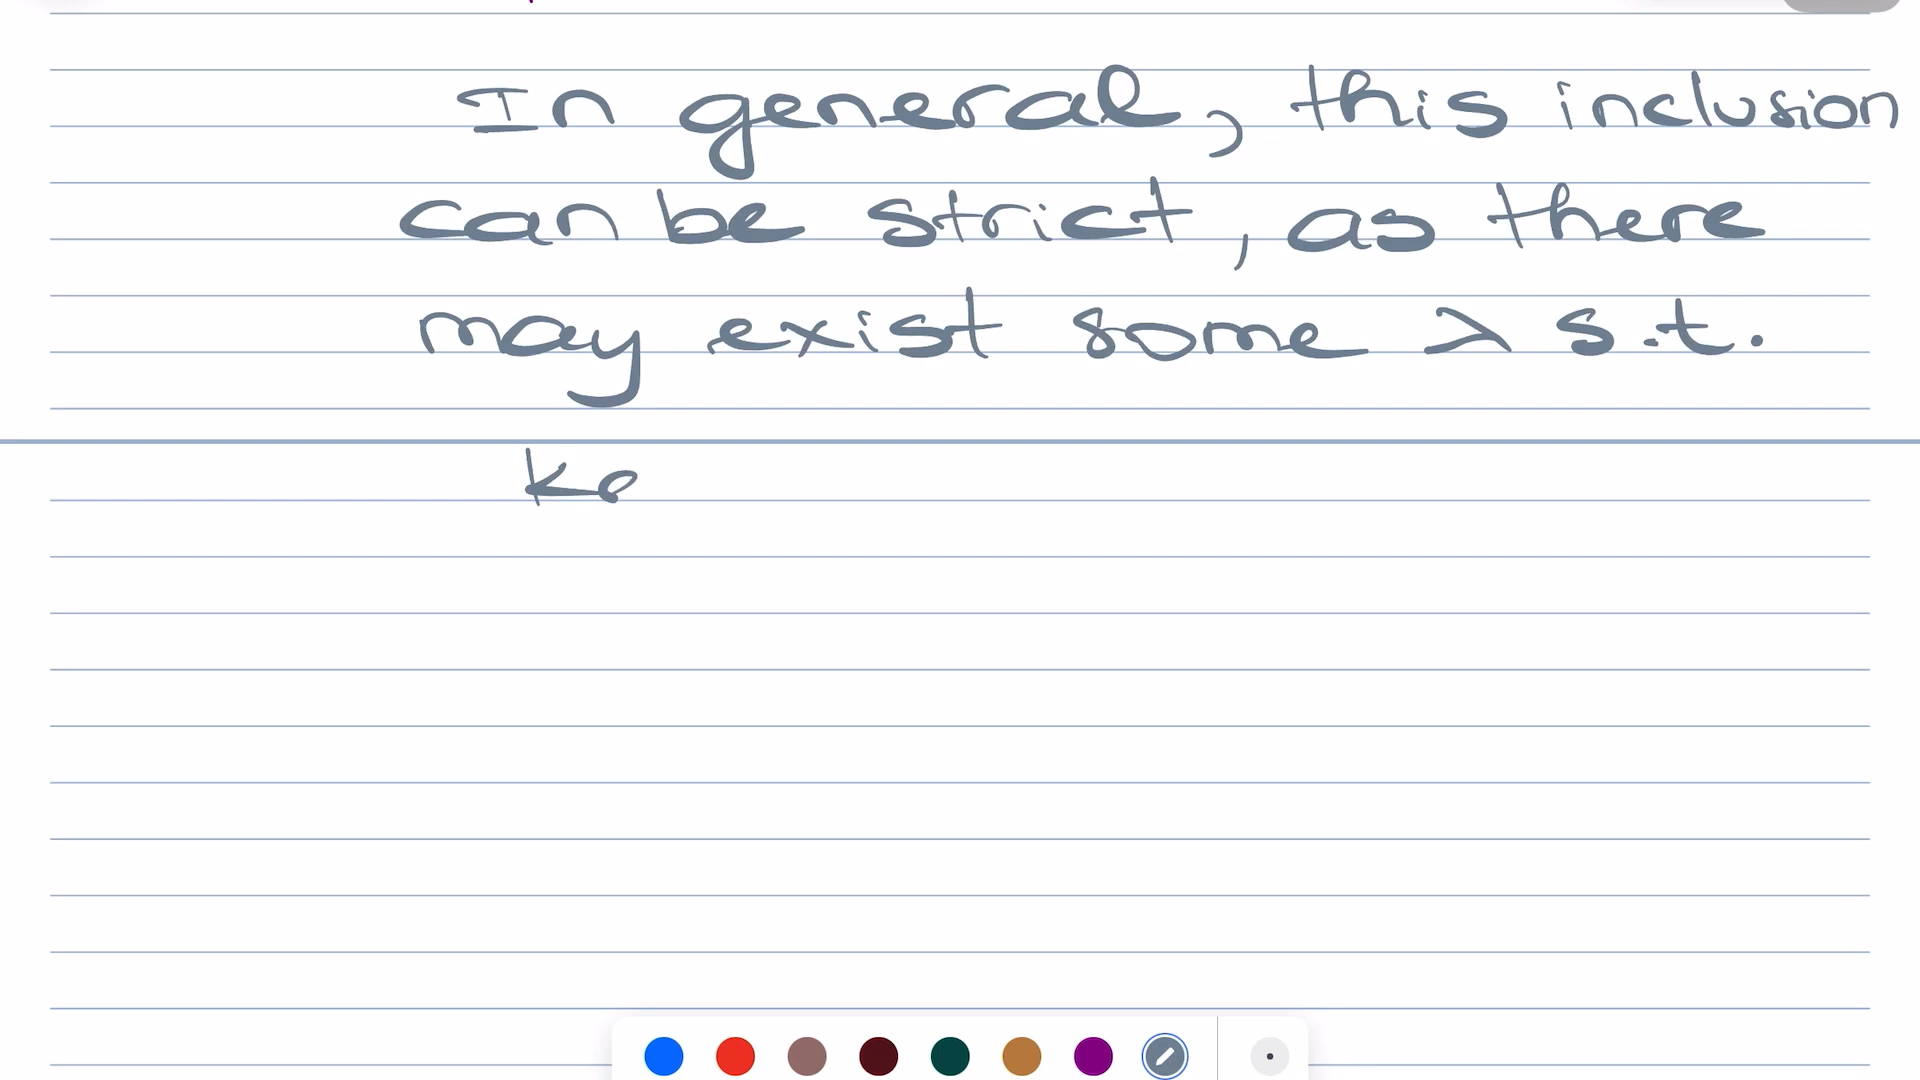 In general, this inclusion
can be strict, as there
may exist some λ s.t.
ke